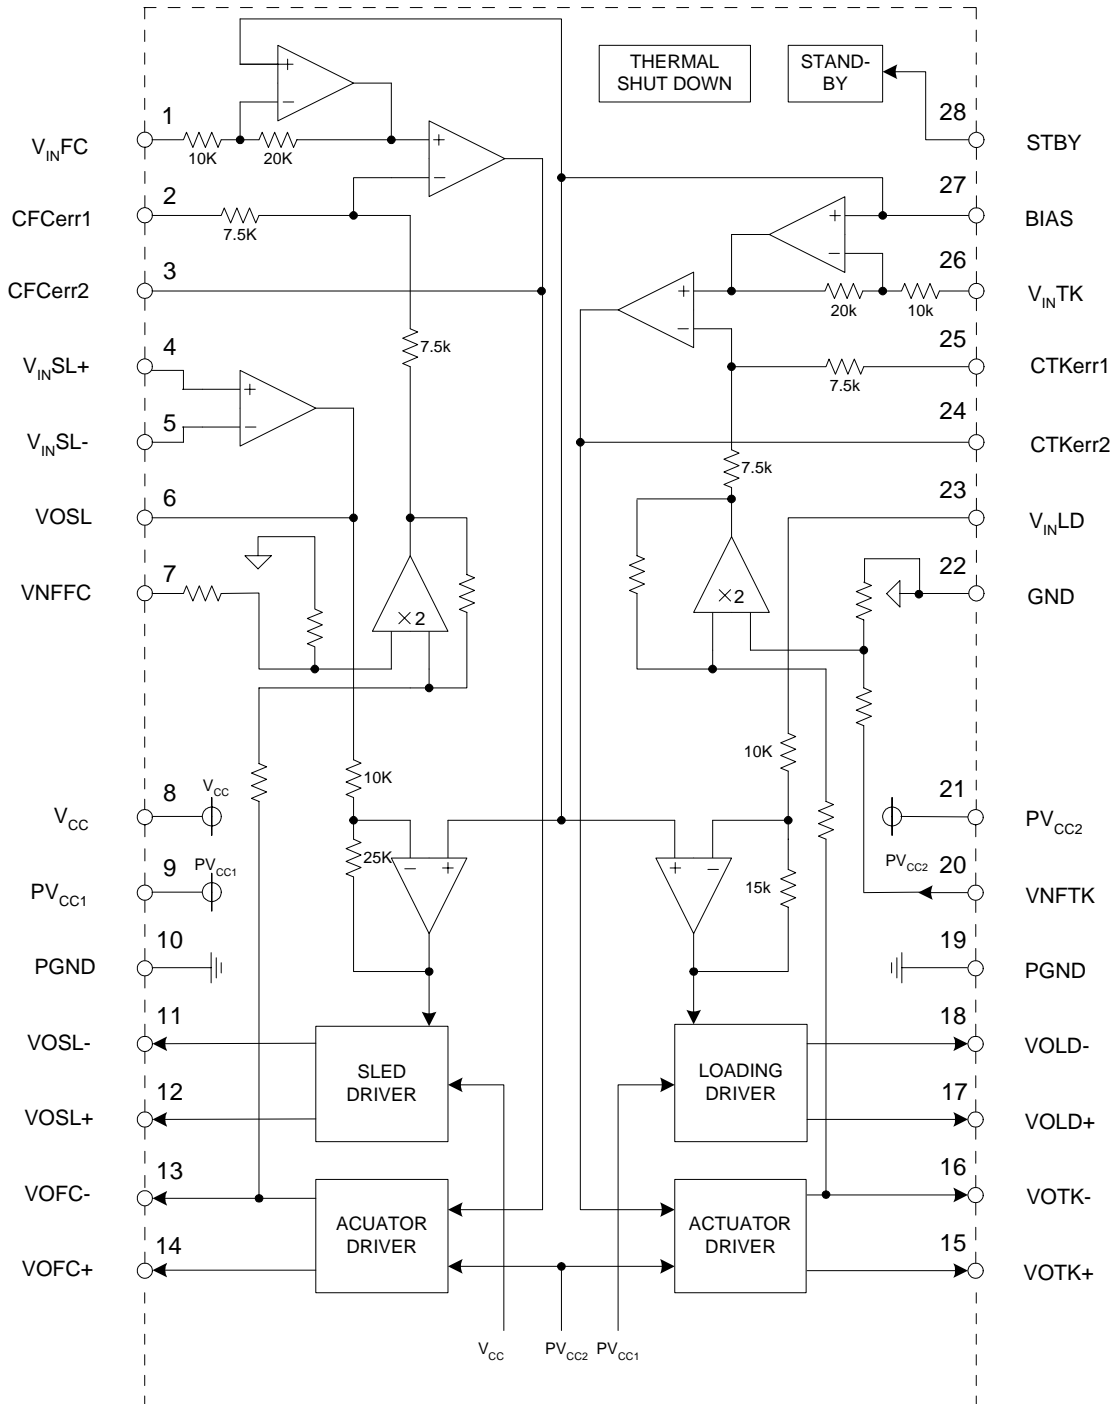 THERMAL
SHUT DOWN
STAND-
BY
1
28
VINFC
10K
20K
STBY
2
27
CFCerr1
7.5K
BIAS
3
26
CFCerr2
20k
10k
VINTK
4
25
7.5k
VINSL+
7.5k
CTKerr1
5
24
VINSL-
CTKerr2
7.5k
6
23
VOSL
VINLD
7
22
VNFFC
×2
×2
GND
10K
10K
8
VCC
21
VCC
PVCC2
25K
15k
9
PVCC1
PVCC2
20
PVCC1
VNFTK
10
19
PGND
PGND
11
18
VOSL-
VOLD-
SLED
DRIVER
LOADING
DRIVER
12
17
VOSL+
VOLD+
13
16
VOFC-
VOTK-
ACUATOR
DRIVER
ACTUATOR
DRIVER
14
15
VOFC+
VOTK+
VCC
PVCC2
PVCC1
+
−
+
−
+
−
+
−
+
−
−
+
+
−